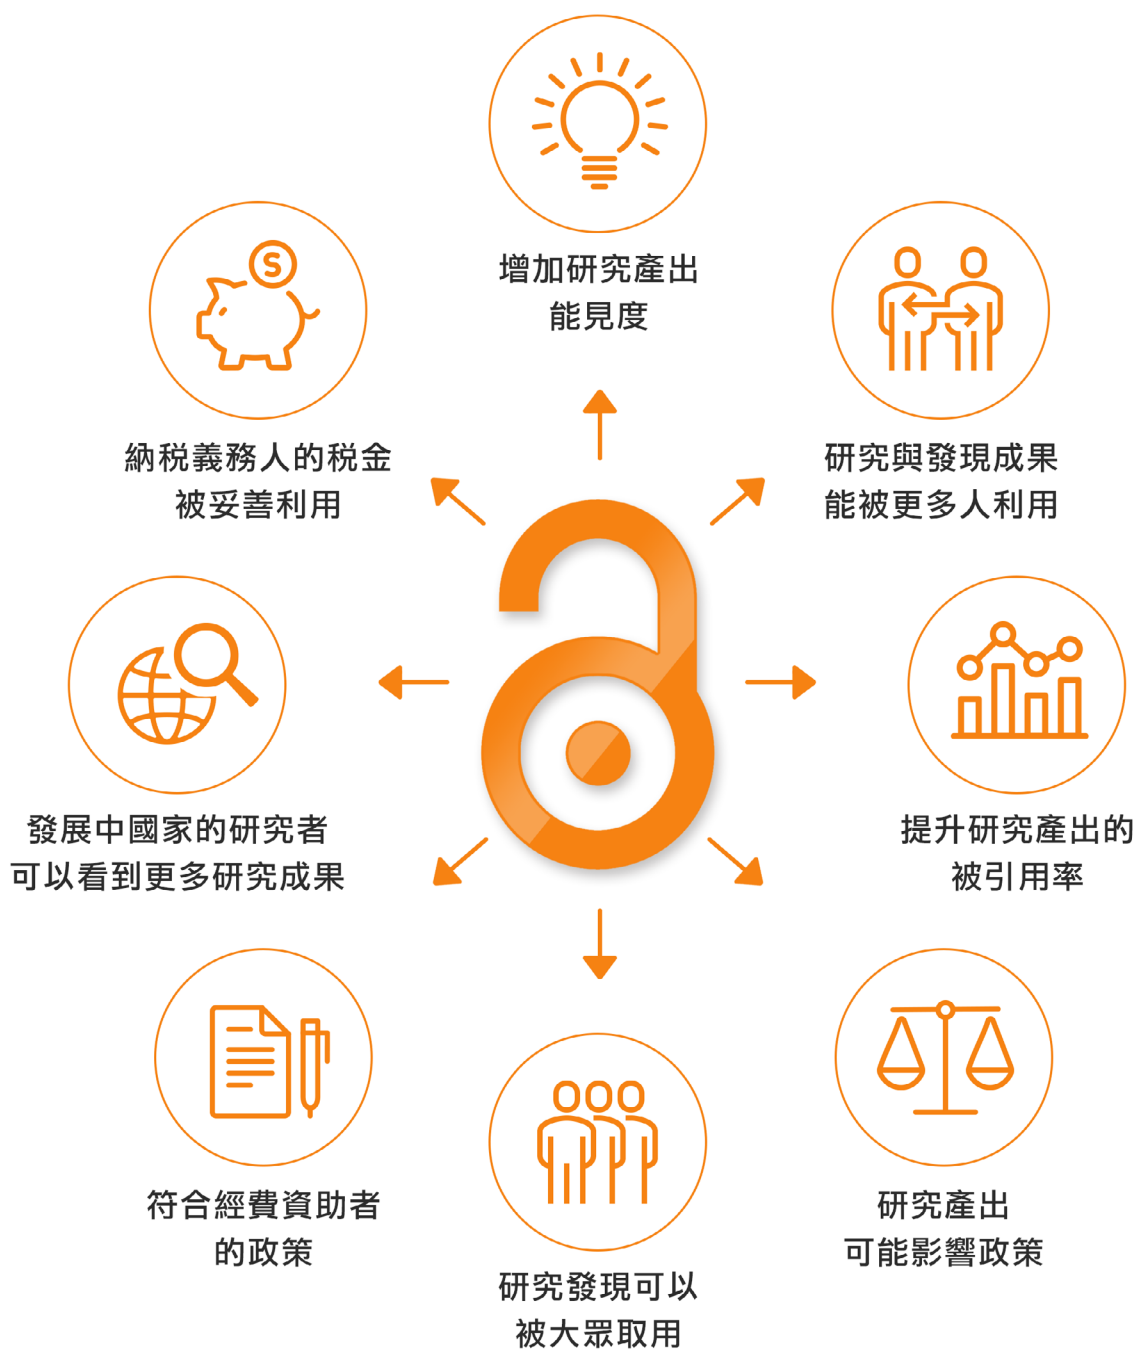 增加研究產出
能見度
研究與發現成果
能被更多人利用
提升研究產出的
被引用率
研究產出
可能影響政策
研究發現可以
被大眾取用
符合經費資助者
的政策
發展中國家的研究者
可以看到更多研究成果
納税義務人的税金
被妥善利用
S